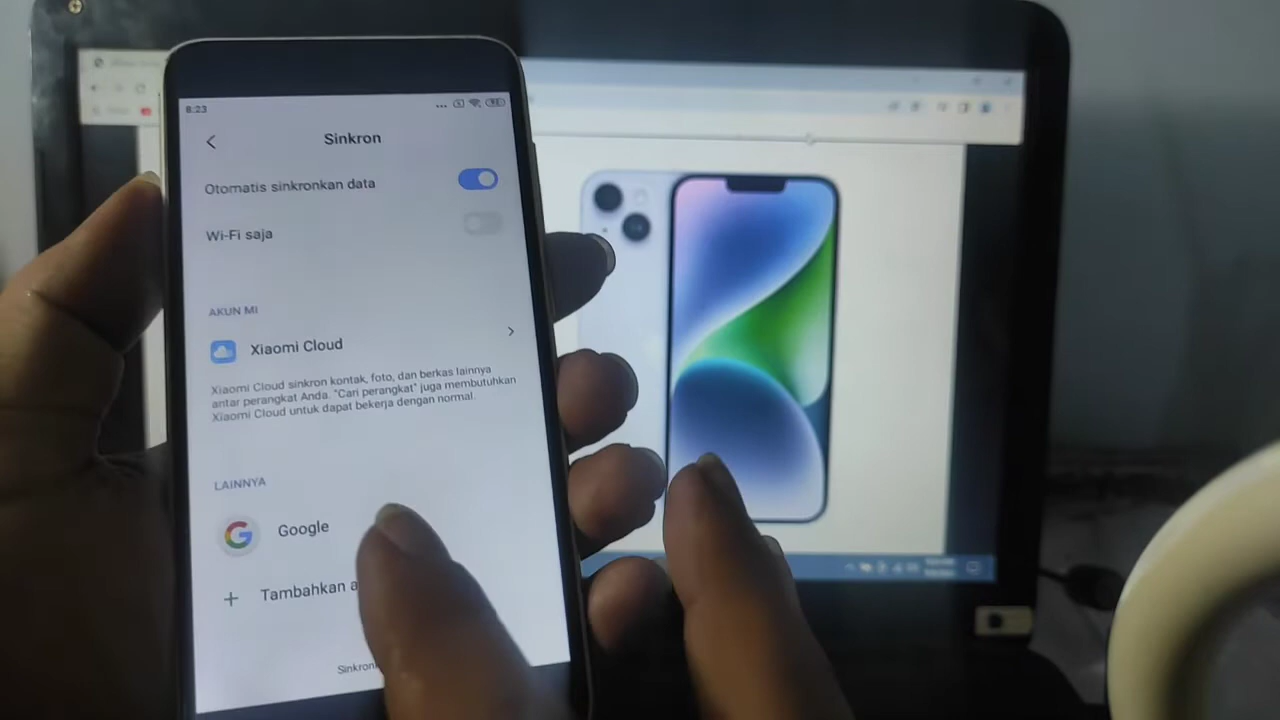 8:23
Sinkron
Otomatis sinkronkan data
Wi-Fi saja
AKUN MI
Xiaomi Cloud
Xiaomi Cloud sinkron kontak, foto, dan berkas lainnya
antar perangkat Anda. "Cari perangkat" juga membutuhkan
Xiaomi Cloud untuk dapat bekerja dengan normal.
LAINNYA
Google
Tambahkan a
Sinkron